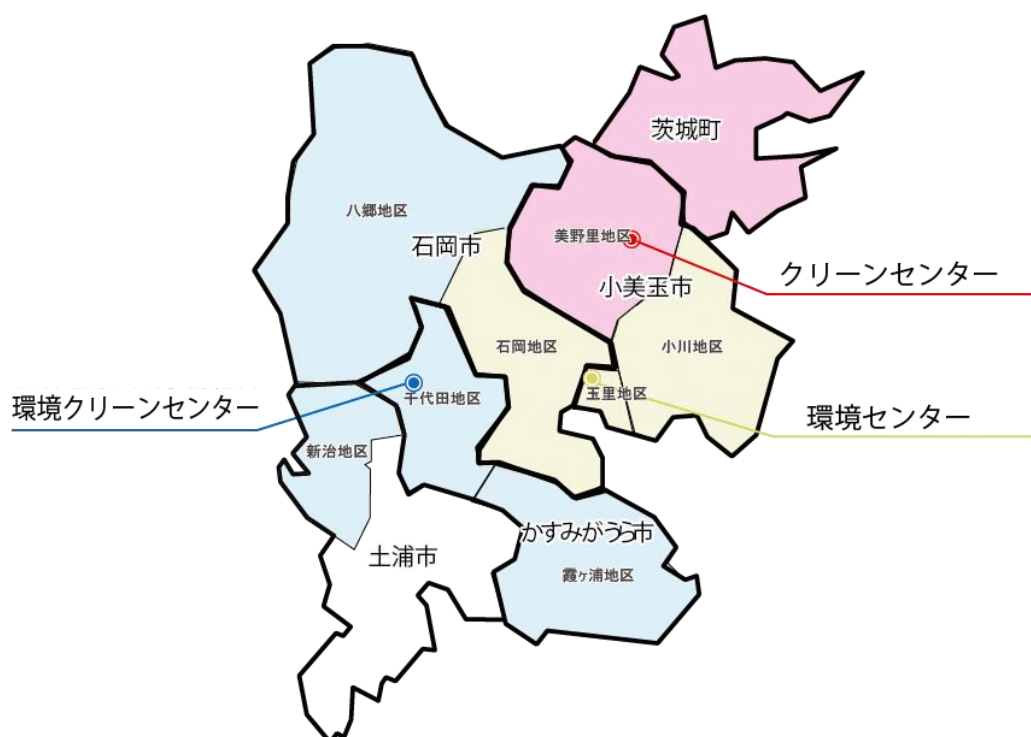 茨城町
八郷地区
美野里地区
石岡市
クリーンセンター
小美玉市
石岡地区
小川地区
玉里地区
千代田地区
環境クリーンセンター
環境センター
新治地区
かすみがうら市
土浦市
霞ヶ浦地区